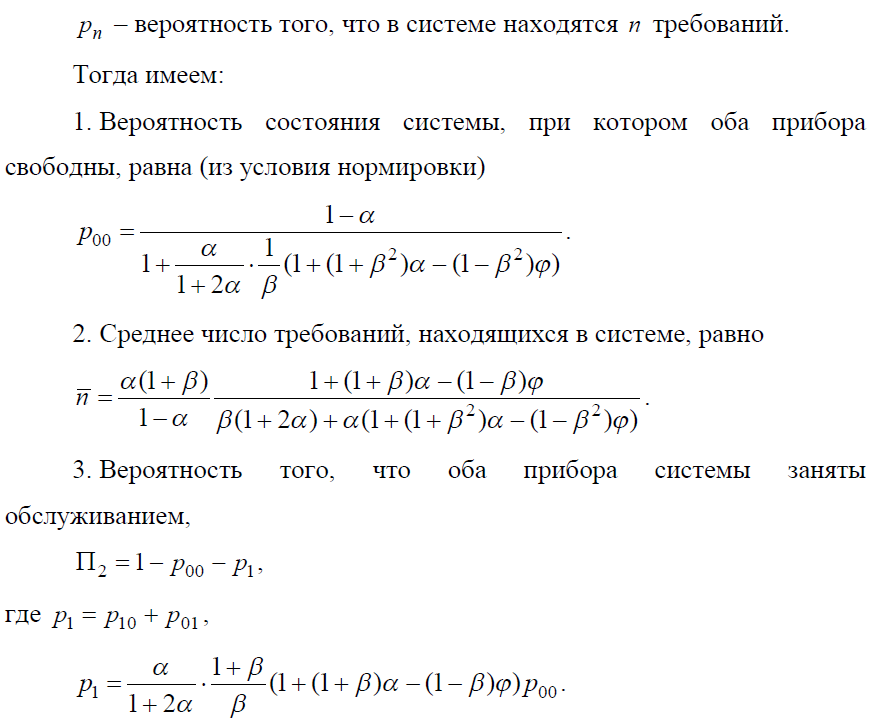 $p_n$ – вероятность того, что в системе находятся $n$ требований.
Тогда имеем:
1. Вероятность состояния системы, при котором оба прибора
свободны, равна (из условия нормировки)
$p_{00} = \frac{1-\alpha}{1+\frac{\alpha}{1+2\alpha}\cdot\frac{1}{\beta}(1+(1+\beta^2)\alpha-(1-\beta^2)\varphi)}.$
2. Среднее число требований, находящихся в системе, равно
$\overline{n} = \frac{\alpha(1+\beta)}{1-\alpha}\frac{1+(1+\beta)\alpha-(1-\beta)\varphi}{\beta(1+2\alpha)+\alpha(1+(1+\beta^2)\alpha-(1-\beta^2)\varphi)}.$
3. Вероятность того, что оба прибора системы заняты
обслуживанием,
$\Pi_2 = 1 - p_{00} - p_1,$
где $p_1 = p_{10} + p_{01},$
$p_1 = \frac{\alpha}{1+2\alpha}\cdot\frac{1+\beta}{\beta}(1+(1+\beta)\alpha-(1-\beta)\varphi)p_{00}.$